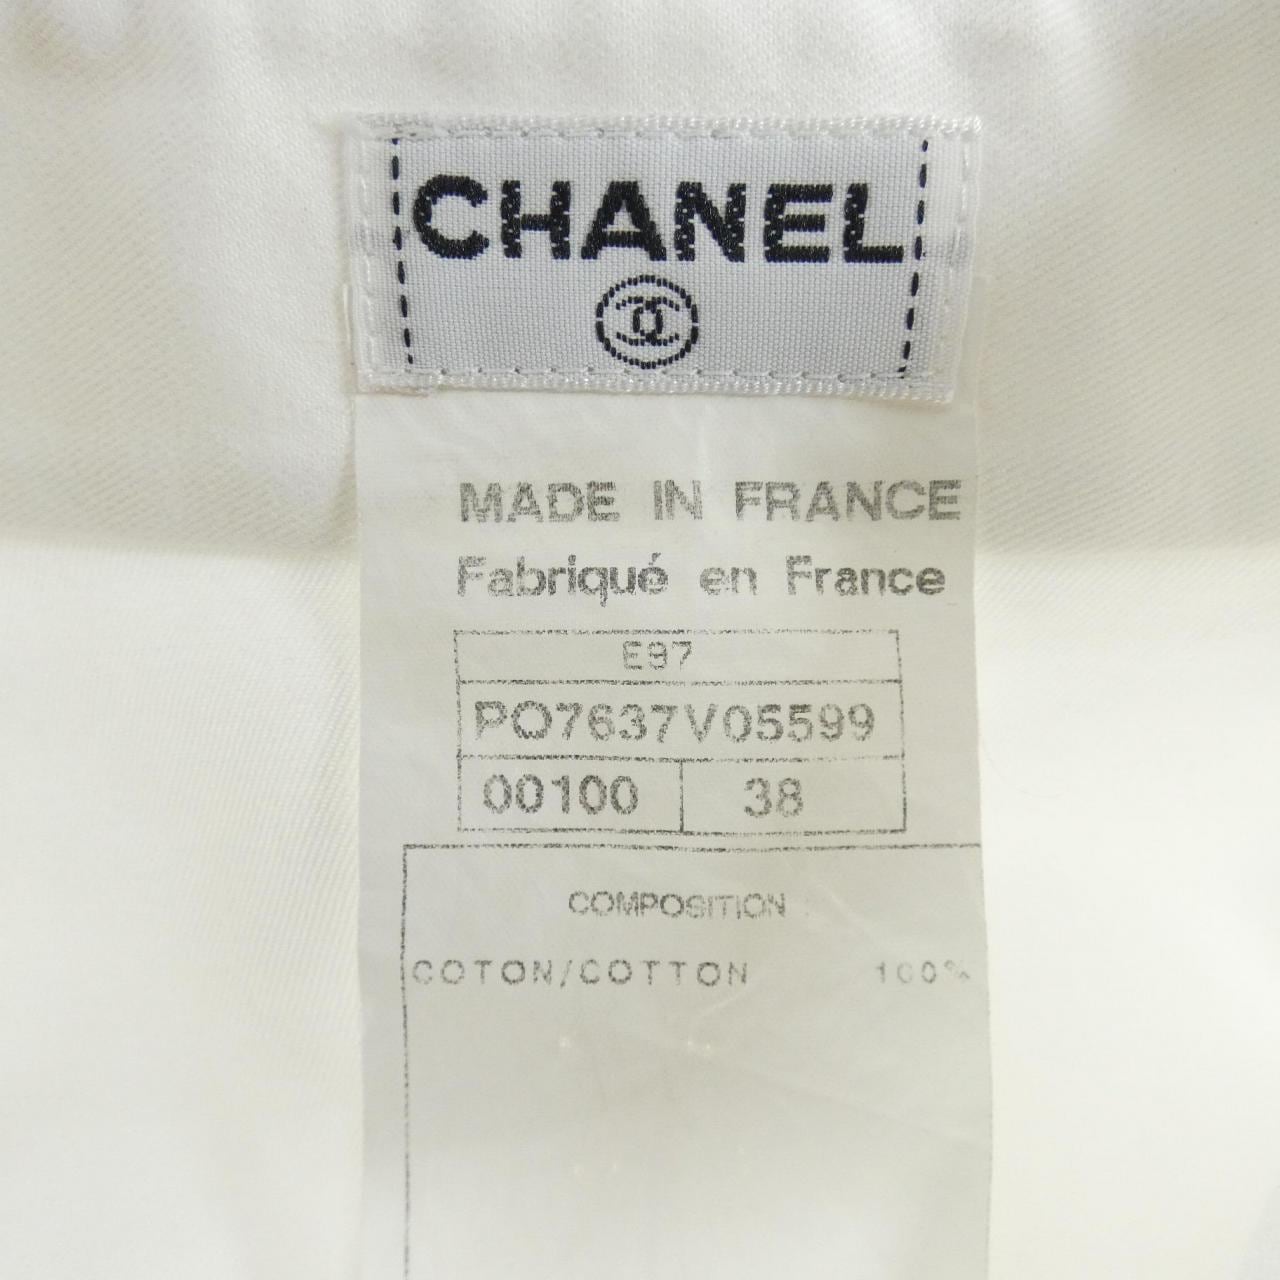 CHANEL
MADE IN FRANCE
Fabriqué en France
E97
PO7637V05599
00100 38
COMPOSITION :
COTON/COTTON 100%